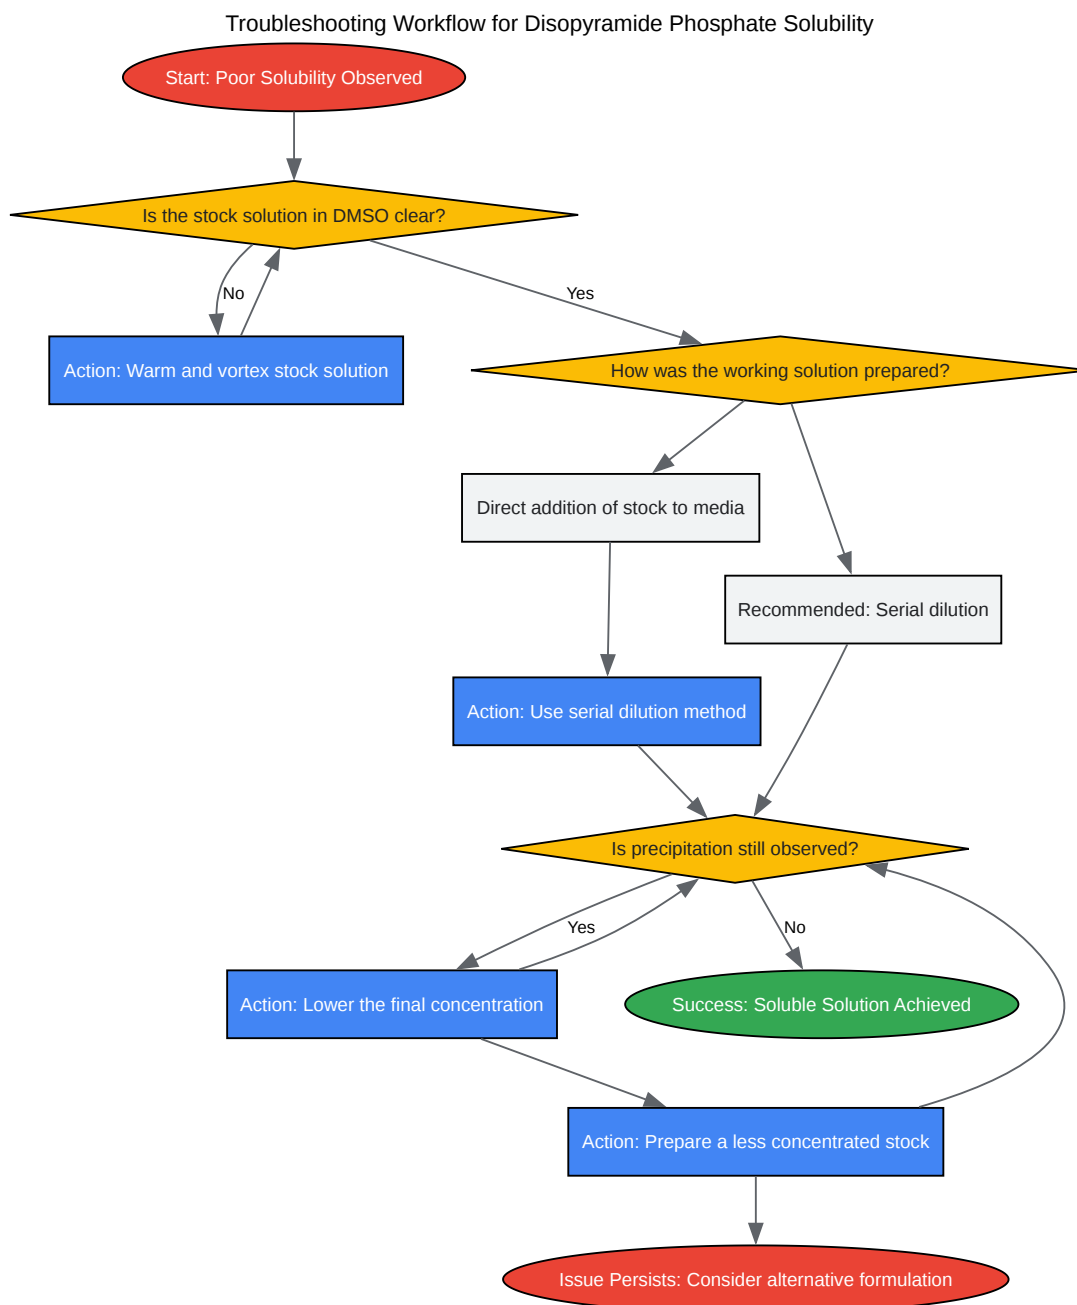 Troubleshooting Workflow for Disopyramide Phosphate Solubility
Start: Poor Solubility Observed
Is the stock solution in DMSO clear?
No
Yes
Action: Warm and vortex stock solution
How was the working solution prepared?
Direct addition of stock to media
Recommended: Serial dilution
Action: Use serial dilution method
Is precipitation still observed?
Yes
No
Action: Lower the final concentration
Success: Soluble Solution Achieved
Action: Prepare a less concentrated stock
Issue Persists: Consider alternative formulation